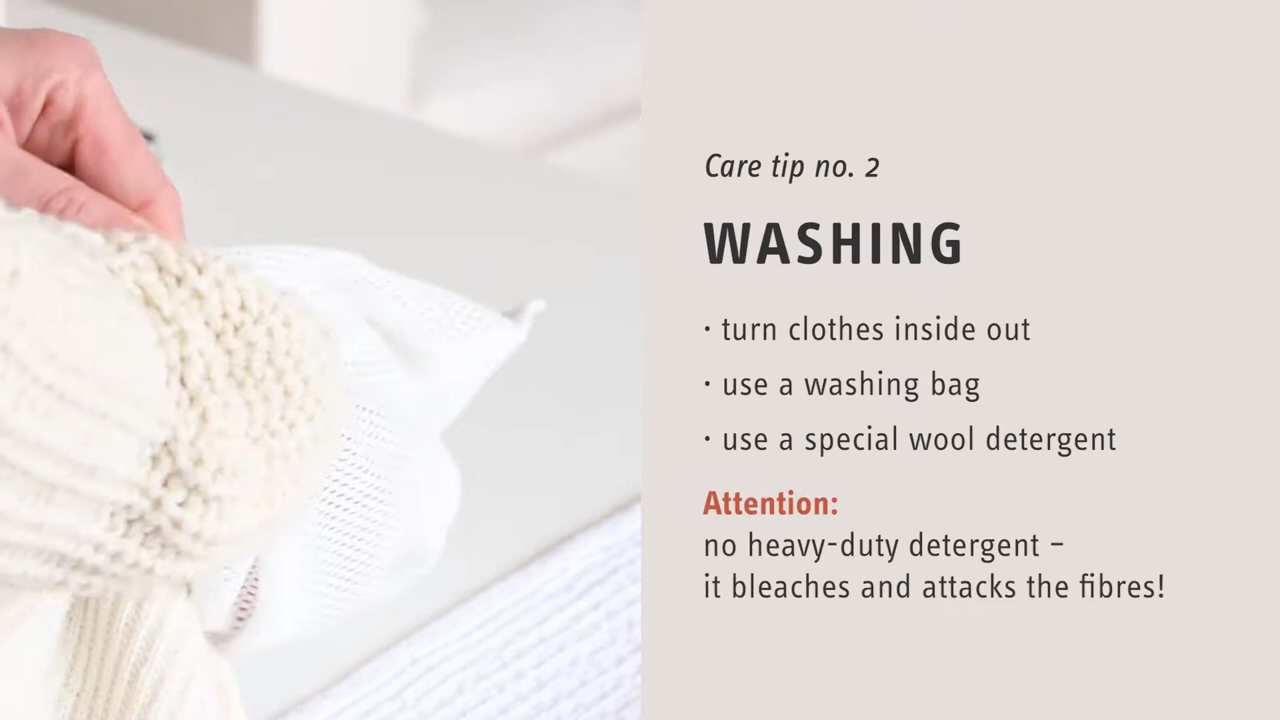 Care tip no. 2
WASHING
· turn clothes inside out
· use a washing bag
· use a special wool detergent
Attention:
no heavy-duty detergent –
it bleaches and attacks the fibres!